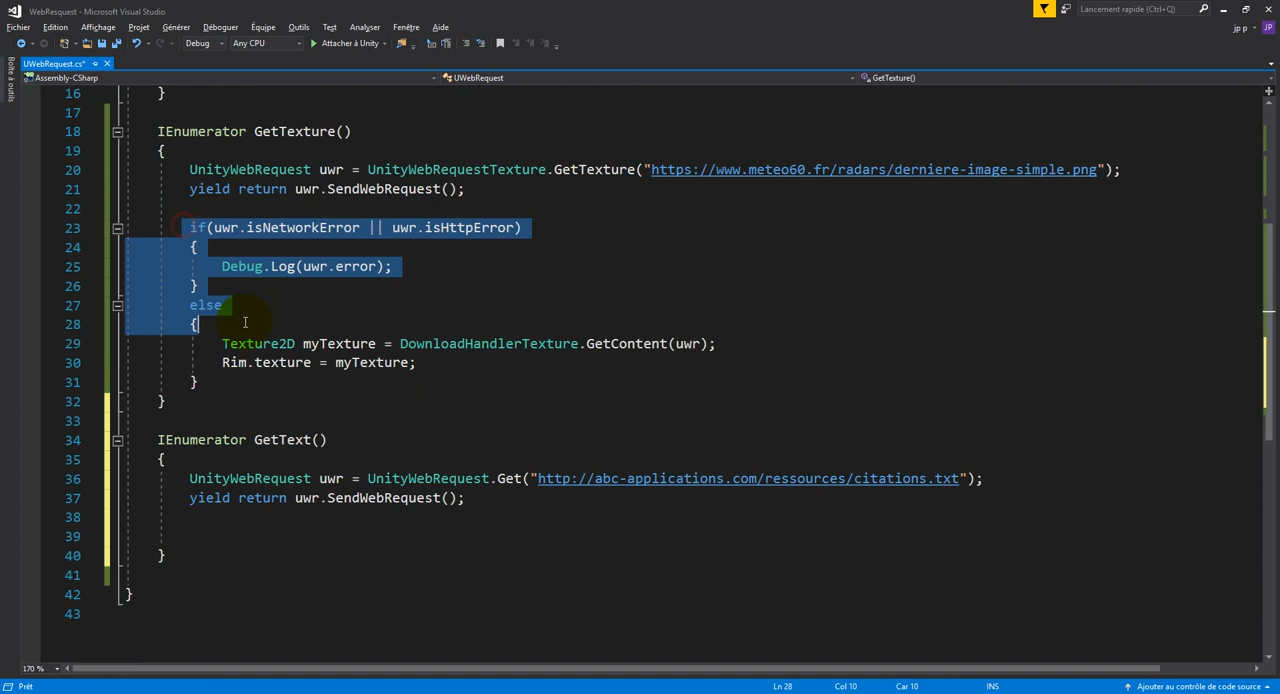 WebResquest - Microsoft Visual Studio
Lancement rapide (Ctrl+Q)
Fichier Edition Affichage Projet Générer Déboguer Équipe Outils Test Analyser Fenêtre Aide
jp p JP
Debug Any CPU Attacher à Unity
Boîte à outils
UWebRequest.cs*
Assembly-CSharp UWebRequest GetTexture()
16 }
17
18 IEnumerator GetTexture()
19 {
20 UnityWebRequest uwr = UnityWebRequestTexture.GetTexture("https://www.meteo60.fr/radars/derniere-image-simple.png");
21 yield return uwr.SendWebRequest();
22
23 if(uwr.isNetworkError || uwr.isHttpError)
24 {
25 Debug.Log(uwr.error);
26 }
27 else
28 {
29 Texture2D myTexture = DownloadHandlerTexture.GetContent(uwr);
30 Rim.texture = myTexture;
31 }
32 }
33
34 IEnumerator GetText()
35 {
36 UnityWebRequest uwr = UnityWebRequest.Get("http://abc-applications.com/ressources/citations.txt");
37 yield return uwr.SendWebRequest();
38
39
40 }
41
42 }
43
170 %
Prêt Ln 28 Col 10 Car 10 INS Ajouter au contrôle de code source